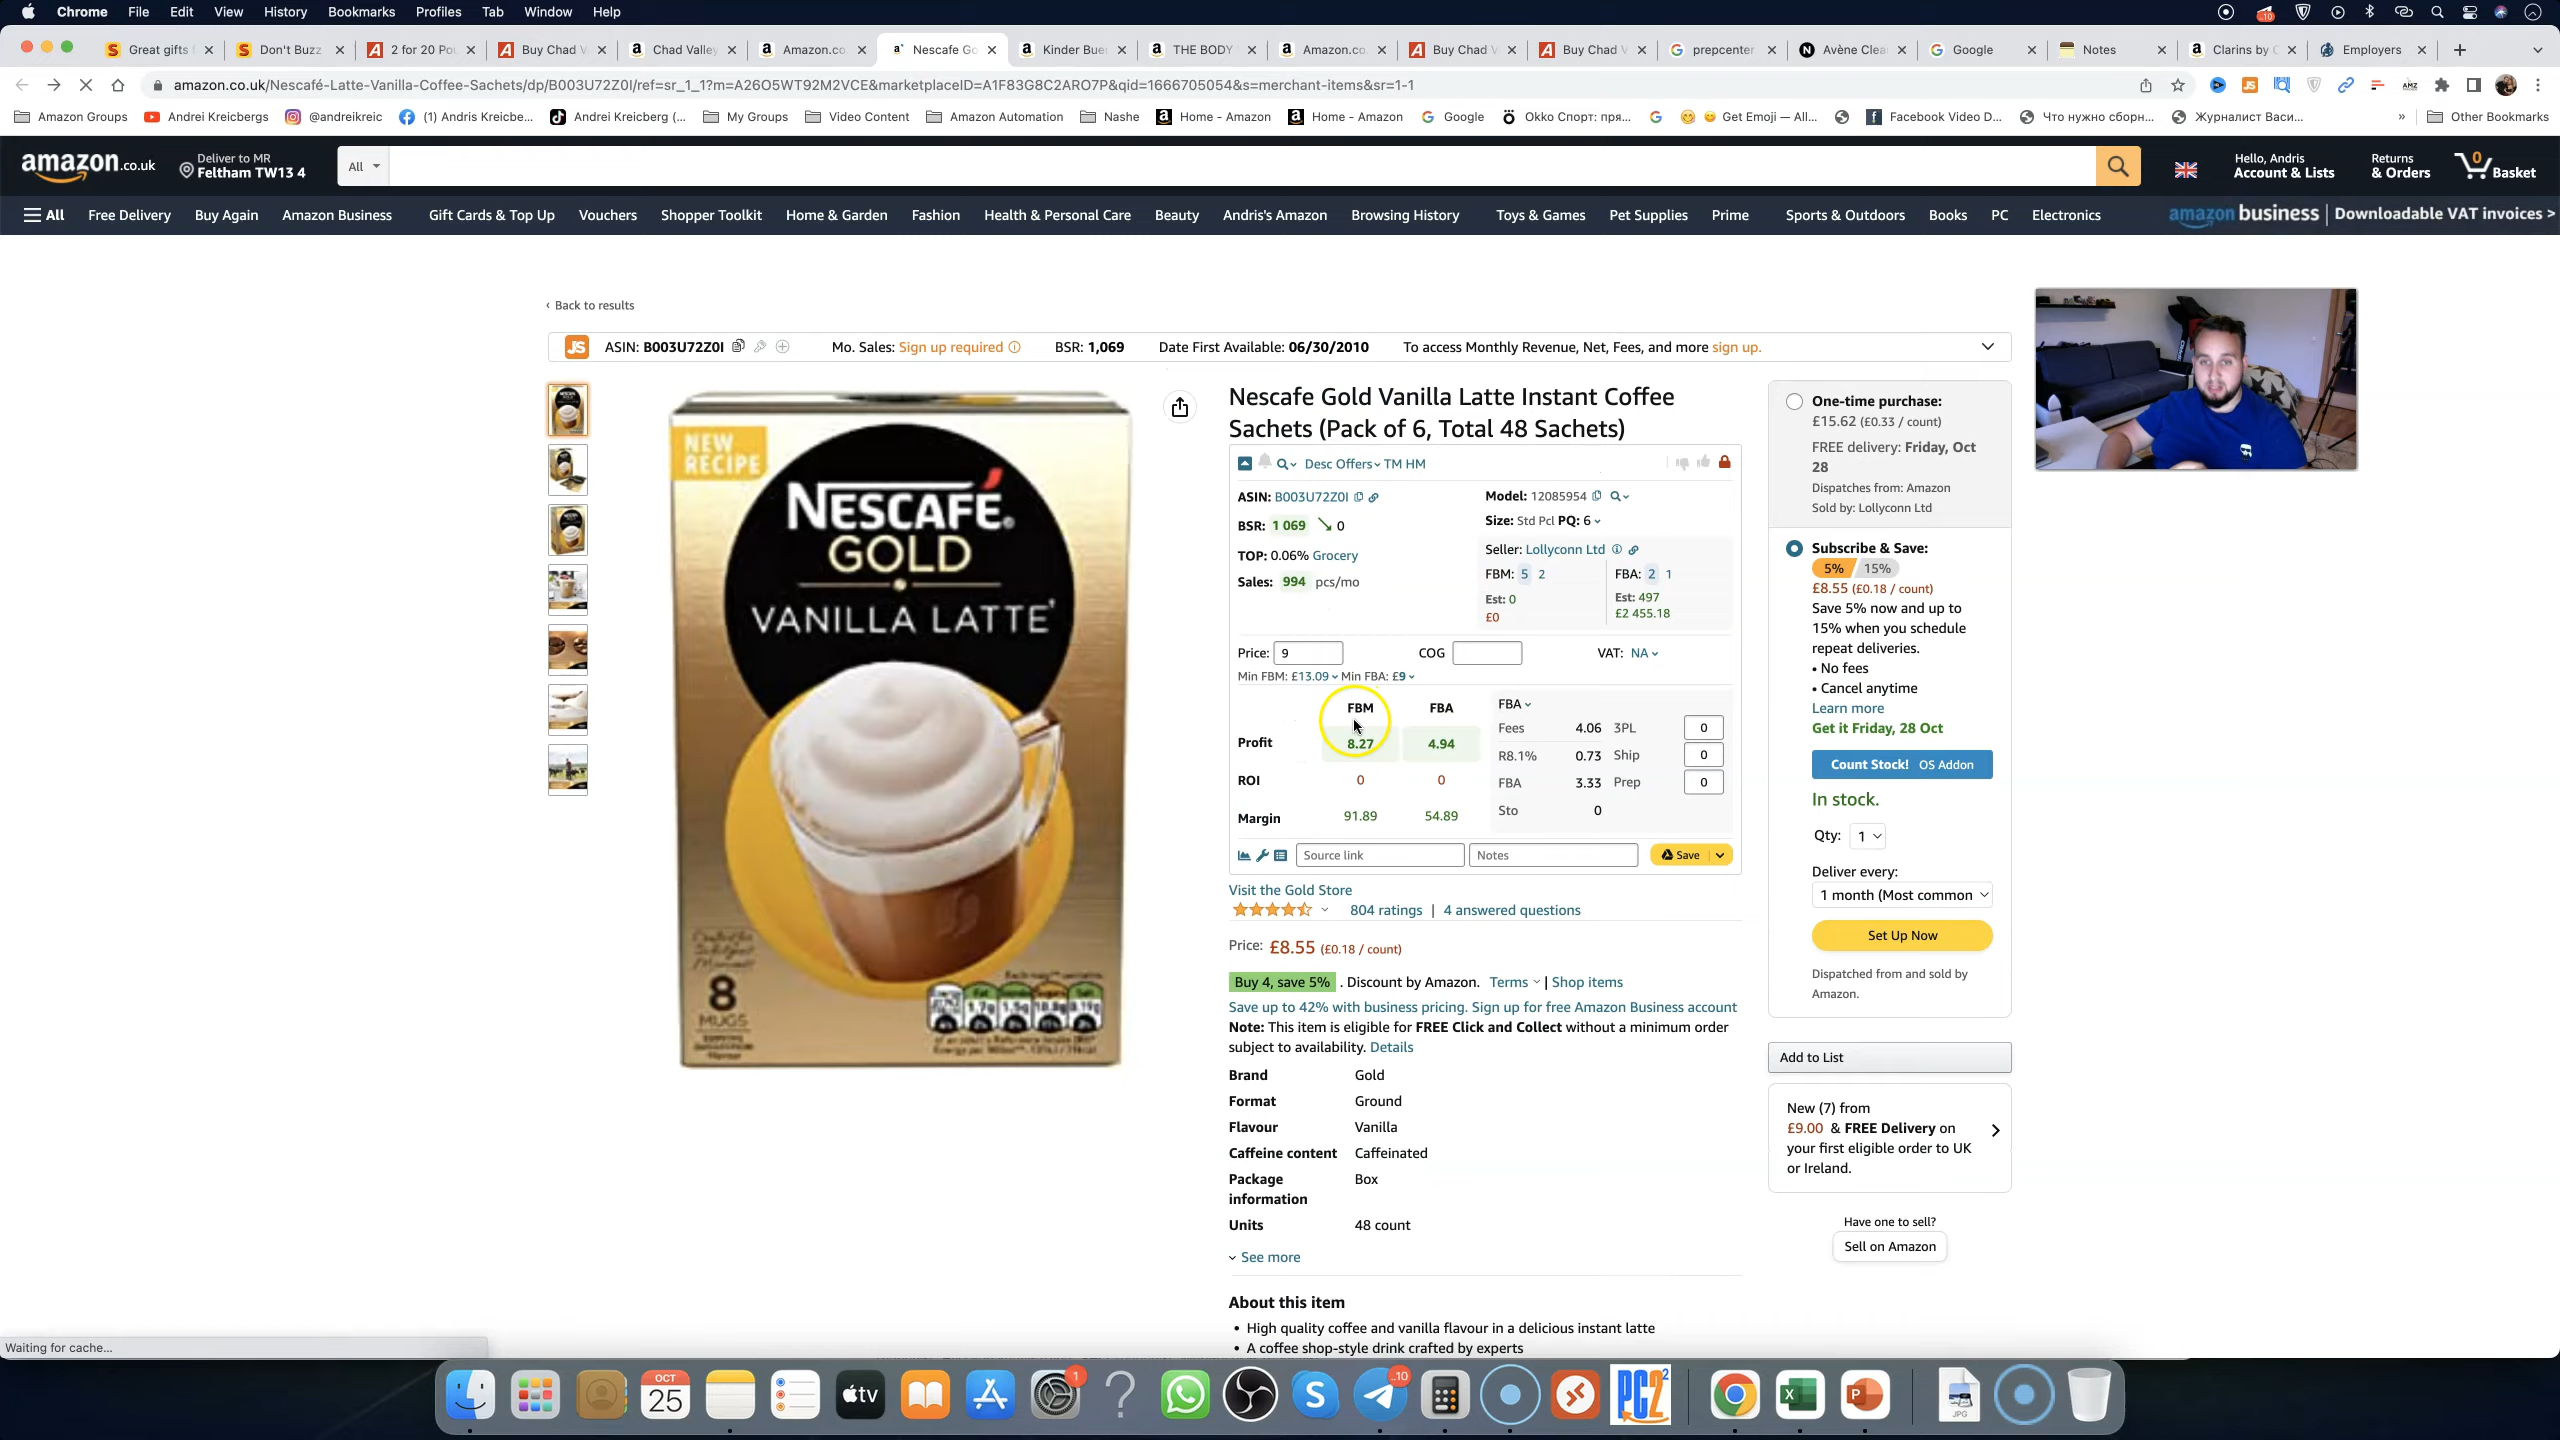 Chrome File Edit View History Bookmarks Profiles Tab Window Help
Great gifts Don't Buzz 2 for 20 Po Buy Chad V Chad Valley Amazon.co. Nescafe Go Kinder Bue THE BODY Amazon.co. Buy Chad V Buy Chad V prepcenter Avène Clea Google Notes Clarins by C Employers
amazon.co.uk/Nescafé-Latte-Vanilla-Coffee-Sachets/dp/B003U72Z0I/ref=sr_1_1?m=A26O5WT92M2VCE&marketplaceID=A1F83G8C2ARO7P&qid=1666705054&s=merchant-items&sr=1-1
Amazon Groups Andrei Kreicbergs @andreikreic (1) Andris Kreicbe... Andrei Kreicberg (... My Groups Video Content Amazon Automation Nashe Home - Amazon Home - Amazon Google Okko Спорт: пря... Get Emoji — All... Facebook Video D... Что нужно сборн... Журналист Васи... » Other Bookmarks
amazon.co.uk Deliver to MR Feltham TW13 4 All Hello, Andris Account & Lists Returns & Orders 0 Basket
All Free Delivery Buy Again Amazon Business Gift Cards & Top Up Vouchers Shopper Toolkit Home & Garden Fashion Health & Personal Care Beauty Andris's Amazon Browsing History Toys & Games Pet Supplies Prime Sports & Outdoors Books PC Electronics amazon business | Downloadable VAT invoices >
‹ Back to results
JS ASIN: B003U72Z0I Mo. Sales: Sign up required BSR: 1,069 Date First Available: 06/30/2010 To access Monthly Revenue, Net, Fees, and more sign up.
NEW RECIPE
NESCAFÉ
GOLD
VANILLA LATTE
8
MUGS
Nescafe Gold Vanilla Latte Instant Coffee
Sachets (Pack of 6, Total 48 Sachets)
Desc Offers TM HM
ASIN: B003U72Z0I Model: 12085954
BSR: 1 069 0 Size: Std Pcl PQ: 6
TOP: 0.06% Grocery Seller: Lollyconn Ltd
Sales: 994 pcs/mo FBM: 5 2 FBA: 2 1
Est: 0 Est: 497
£0 £2 455.18
Price: 9 COG VAT: NA
Min FBM: £13.09 Min FBA: £9
FBM FBA FBA
Profit 8.27 4.94 Fees 4.06 3PL 0
ROI 0 0 R8.1% 0.73 Ship 0
FBA 3.33 Prep 0
Margin 91.89 54.89 Sto 0
Source link Notes Save
Visit the Gold Store
804 ratings | 4 answered questions
Price: £8.55 (£0.18 / count)
Buy 4, save 5% . Discount by Amazon. Terms | Shop items
Save up to 42% with business pricing. Sign up for free Amazon Business account
Note: This item is eligible for FREE Click and Collect without a minimum order
subject to availability. Details
Brand Gold
Format Ground
Flavour Vanilla
Caffeine content Caffeinated
Package information Box
Units 48 count
See more
About this item
• High quality coffee and vanilla flavour in a delicious instant latte
• A coffee shop-style drink crafted by experts
One-time purchase:
£15.62 (£0.33 / count)
FREE delivery: Friday, Oct
28
Dispatches from: Amazon
Sold by: Lollyconn Ltd
Subscribe & Save:
5% 15%
£8.55 (£0.18 / count)
Save 5% now and up to
15% when you schedule
repeat deliveries.
• No fees
• Cancel anytime
Learn more
Get it Friday, 28 Oct
Count Stock! OS Addon
In stock.
Qty: 1
Deliver every:
1 month (Most common
Set Up Now
Dispatched from and sold by
Amazon.
Add to List
New (7) from
£9.00 & FREE Delivery on
your first eligible order to UK
or Ireland.
Have one to sell?
Sell on Amazon
Waiting for cache...
OCT
25
tv
1
10
PC2
JPG